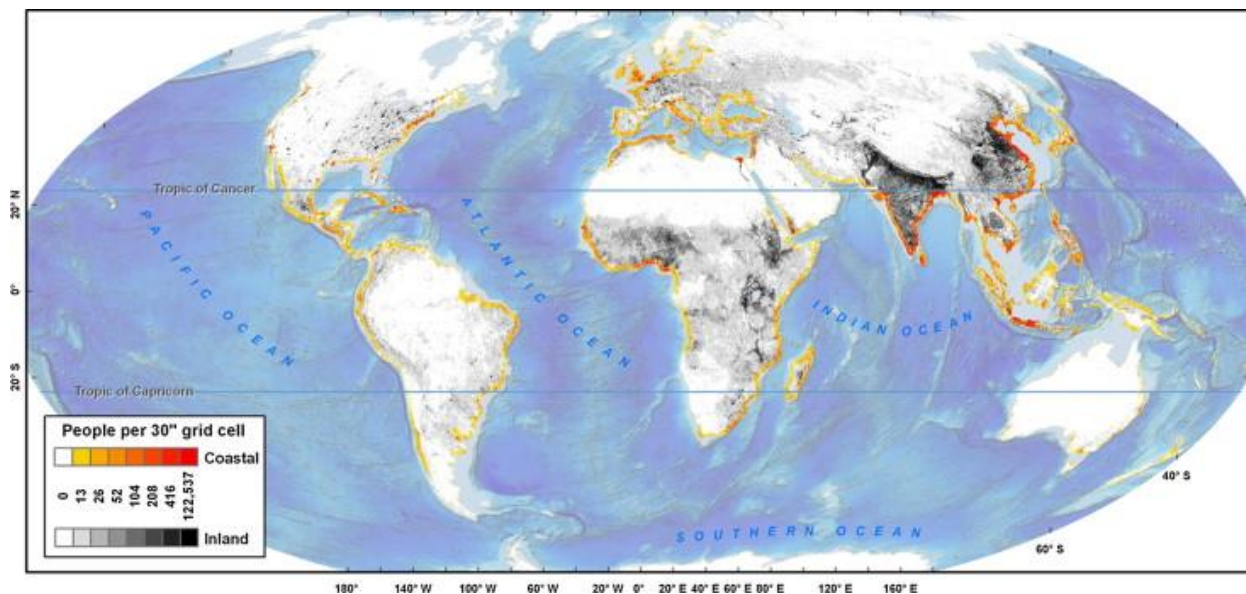 Tropic of Cancer
20° N
PACIFIC OCEAN
ATLANTIC OCEAN
0°
INDIAN OCEAN
20° S
Tropic of Capricorn
People per 30" grid cell
Coastal
0
13
26
52
104
208
416
122,537
Inland
40° S
SOUTHERN OCEAN
60° S
180° 140° W 100° W 60° W 20° W 0° 20° E 40° E 60° E 80° E 120° E 160° E